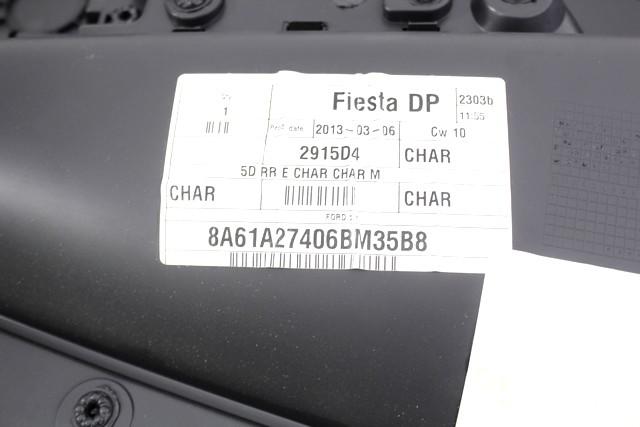 Fiesta DP
2303b
11:55
1
Prod. date
2013-03-06
Cw 10
2915D4
CHAR
5D RR E CHAR CHAR M
CHAR
CHAR
8A61A27406BM35B8